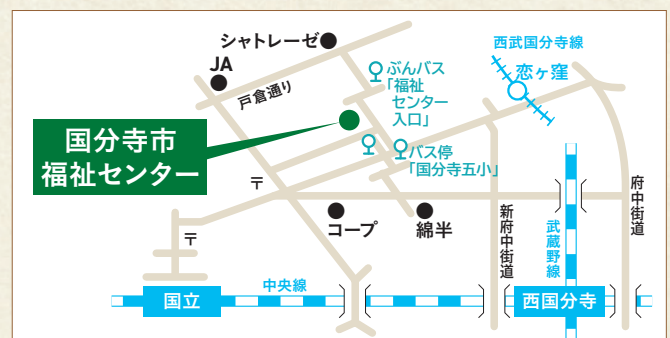 シャトレーゼ
JA
戸倉通り
西武国分寺線
恋ヶ窪
ぶんバス
「福祉
センター
入口」
国分寺市
福祉センター
バス停
「国分寺五小」
〒
コープ
綿半
新府中街道
武蔵野線
府中街道
〒
中央線
国立
西国分寺